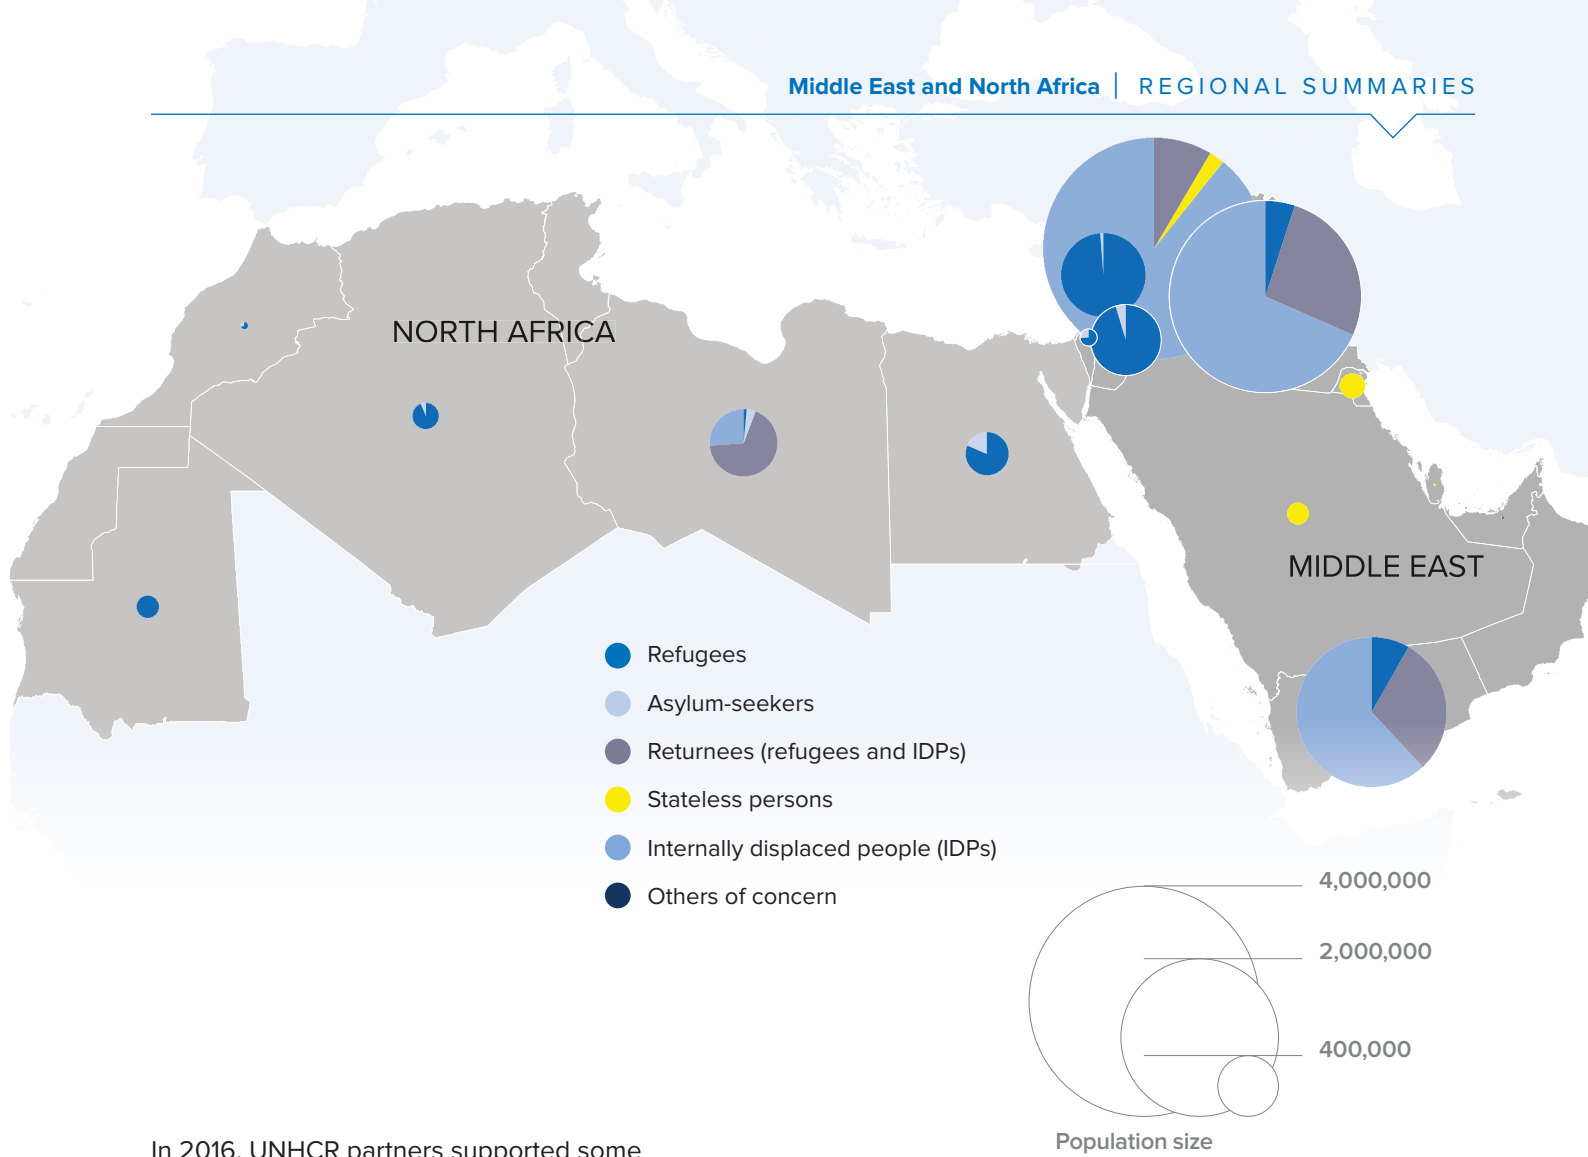 Middle East and North Africa | REGIONAL SUMMARIES
NORTH AFRICA
MIDDLE EAST
Refugees
Asylum-seekers
Returnees (refugees and IDPs)
Stateless persons
Internally displaced people (IDPs)
Others of concern
4,000,000
2,000,000
400,000
Population size
In 2016, UNHCR partners supported some